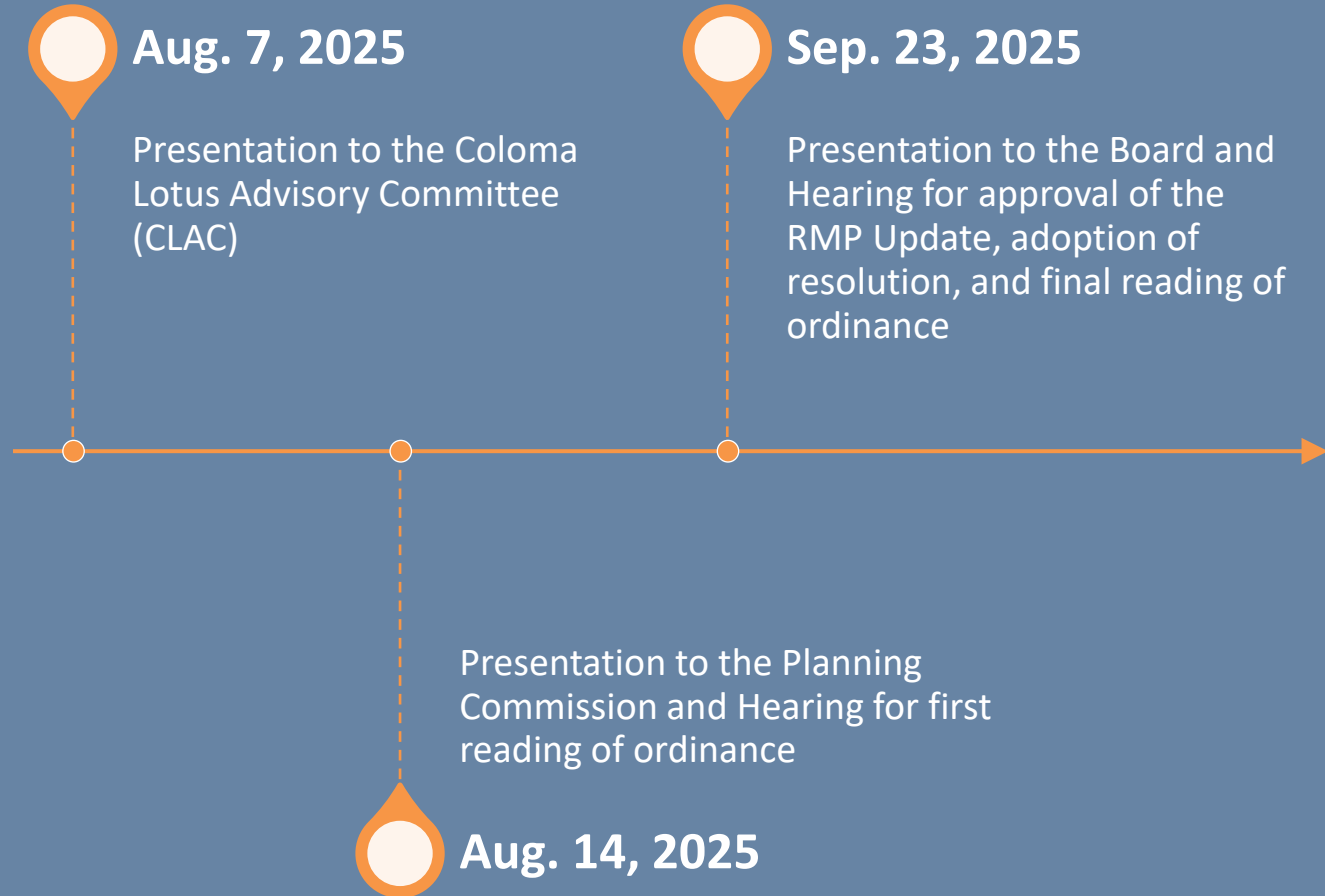 Aug. 7, 2025
Presentation to the Coloma
Lotus Advisory Committee
(CLAC)
Sep. 23, 2025
Presentation to the Board and
Hearing for approval of the
RMP Update, adoption of
resolution, and final reading of
ordinance
Presentation to the Planning
Commission and Hearing for first
reading of ordinance
Aug. 14, 2025